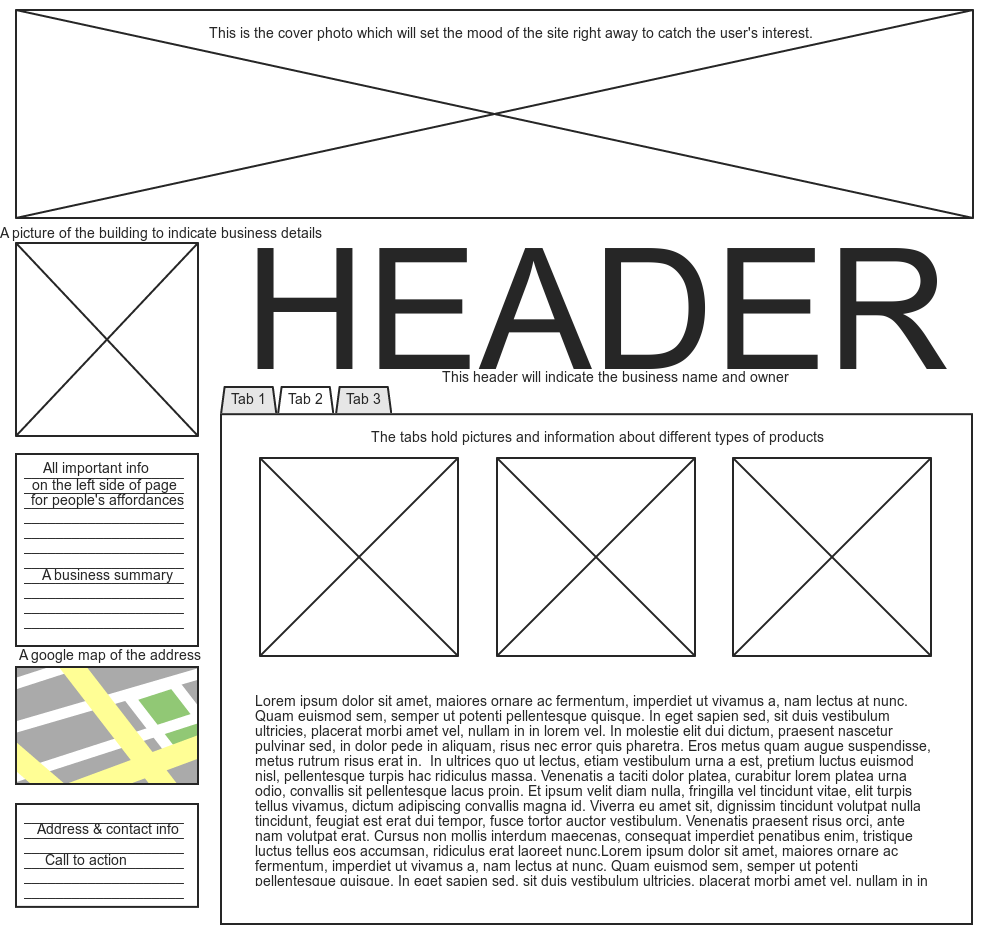 This is the cover photo which will set the mood of the site right away to catch the user's interest.
A picture of the building to indicate business details
HEADER
This header will indicate the business name and owner
Tab 1
Tab 2
Tab 3
The tabs hold pictures and information about different types of products
All important info
on the left side of page
for people's affordances
A business summary
A google map of the address
Address & contact info
Call to action
Lorem ipsum dolor sit amet, maiores ornare ac fermentum, imperdiet ut vivamus a, nam lectus at nunc.
Quam euismod sem, semper ut potenti pellentesque quisque. In eget sapien sed, sit duis vestibulum
ultricies, placerat morbi amet vel, nullam in in lorem vel. In molestie elit dui dictum, praesent nascetur
pulvinar sed, in dolor pede in aliquam, risus nec error quis pharetra. Eros metus quam augue suspendisse,
metus rutrum risus erat in.  In ultrices quo ut lectus, etiam vestibulum urna a est, pretium luctus euismod
nisl, pellentesque turpis hac ridiculus massa. Venenatis a taciti dolor platea, curabitur lorem platea urna
odio, convallis sit pellentesque lacus proin. Et ipsum velit diam nulla, fringilla vel tincidunt vitae, elit turpis
tellus vivamus, dictum adipiscing convallis magna id. Viverra eu amet sit, dignissim tincidunt volutpat nulla
tincidunt, feugiat est erat dui tempor, fusce tortor auctor vestibulum. Venenatis praesent risus orci, ante
nam volutpat erat. Cursus non mollis interdum maecenas, consequat imperdiet penatibus enim, tristique
luctus tellus eos accumsan, ridiculus erat laoreet nunc.Lorem ipsum dolor sit amet, maiores ornare ac
fermentum, imperdiet ut vivamus a, nam lectus at nunc. Quam euismod sem, semper ut potenti
pellentesque quisque. In eget sapien sed, sit duis vestibulum ultricies, placerat morbi amet vel, nullam in in